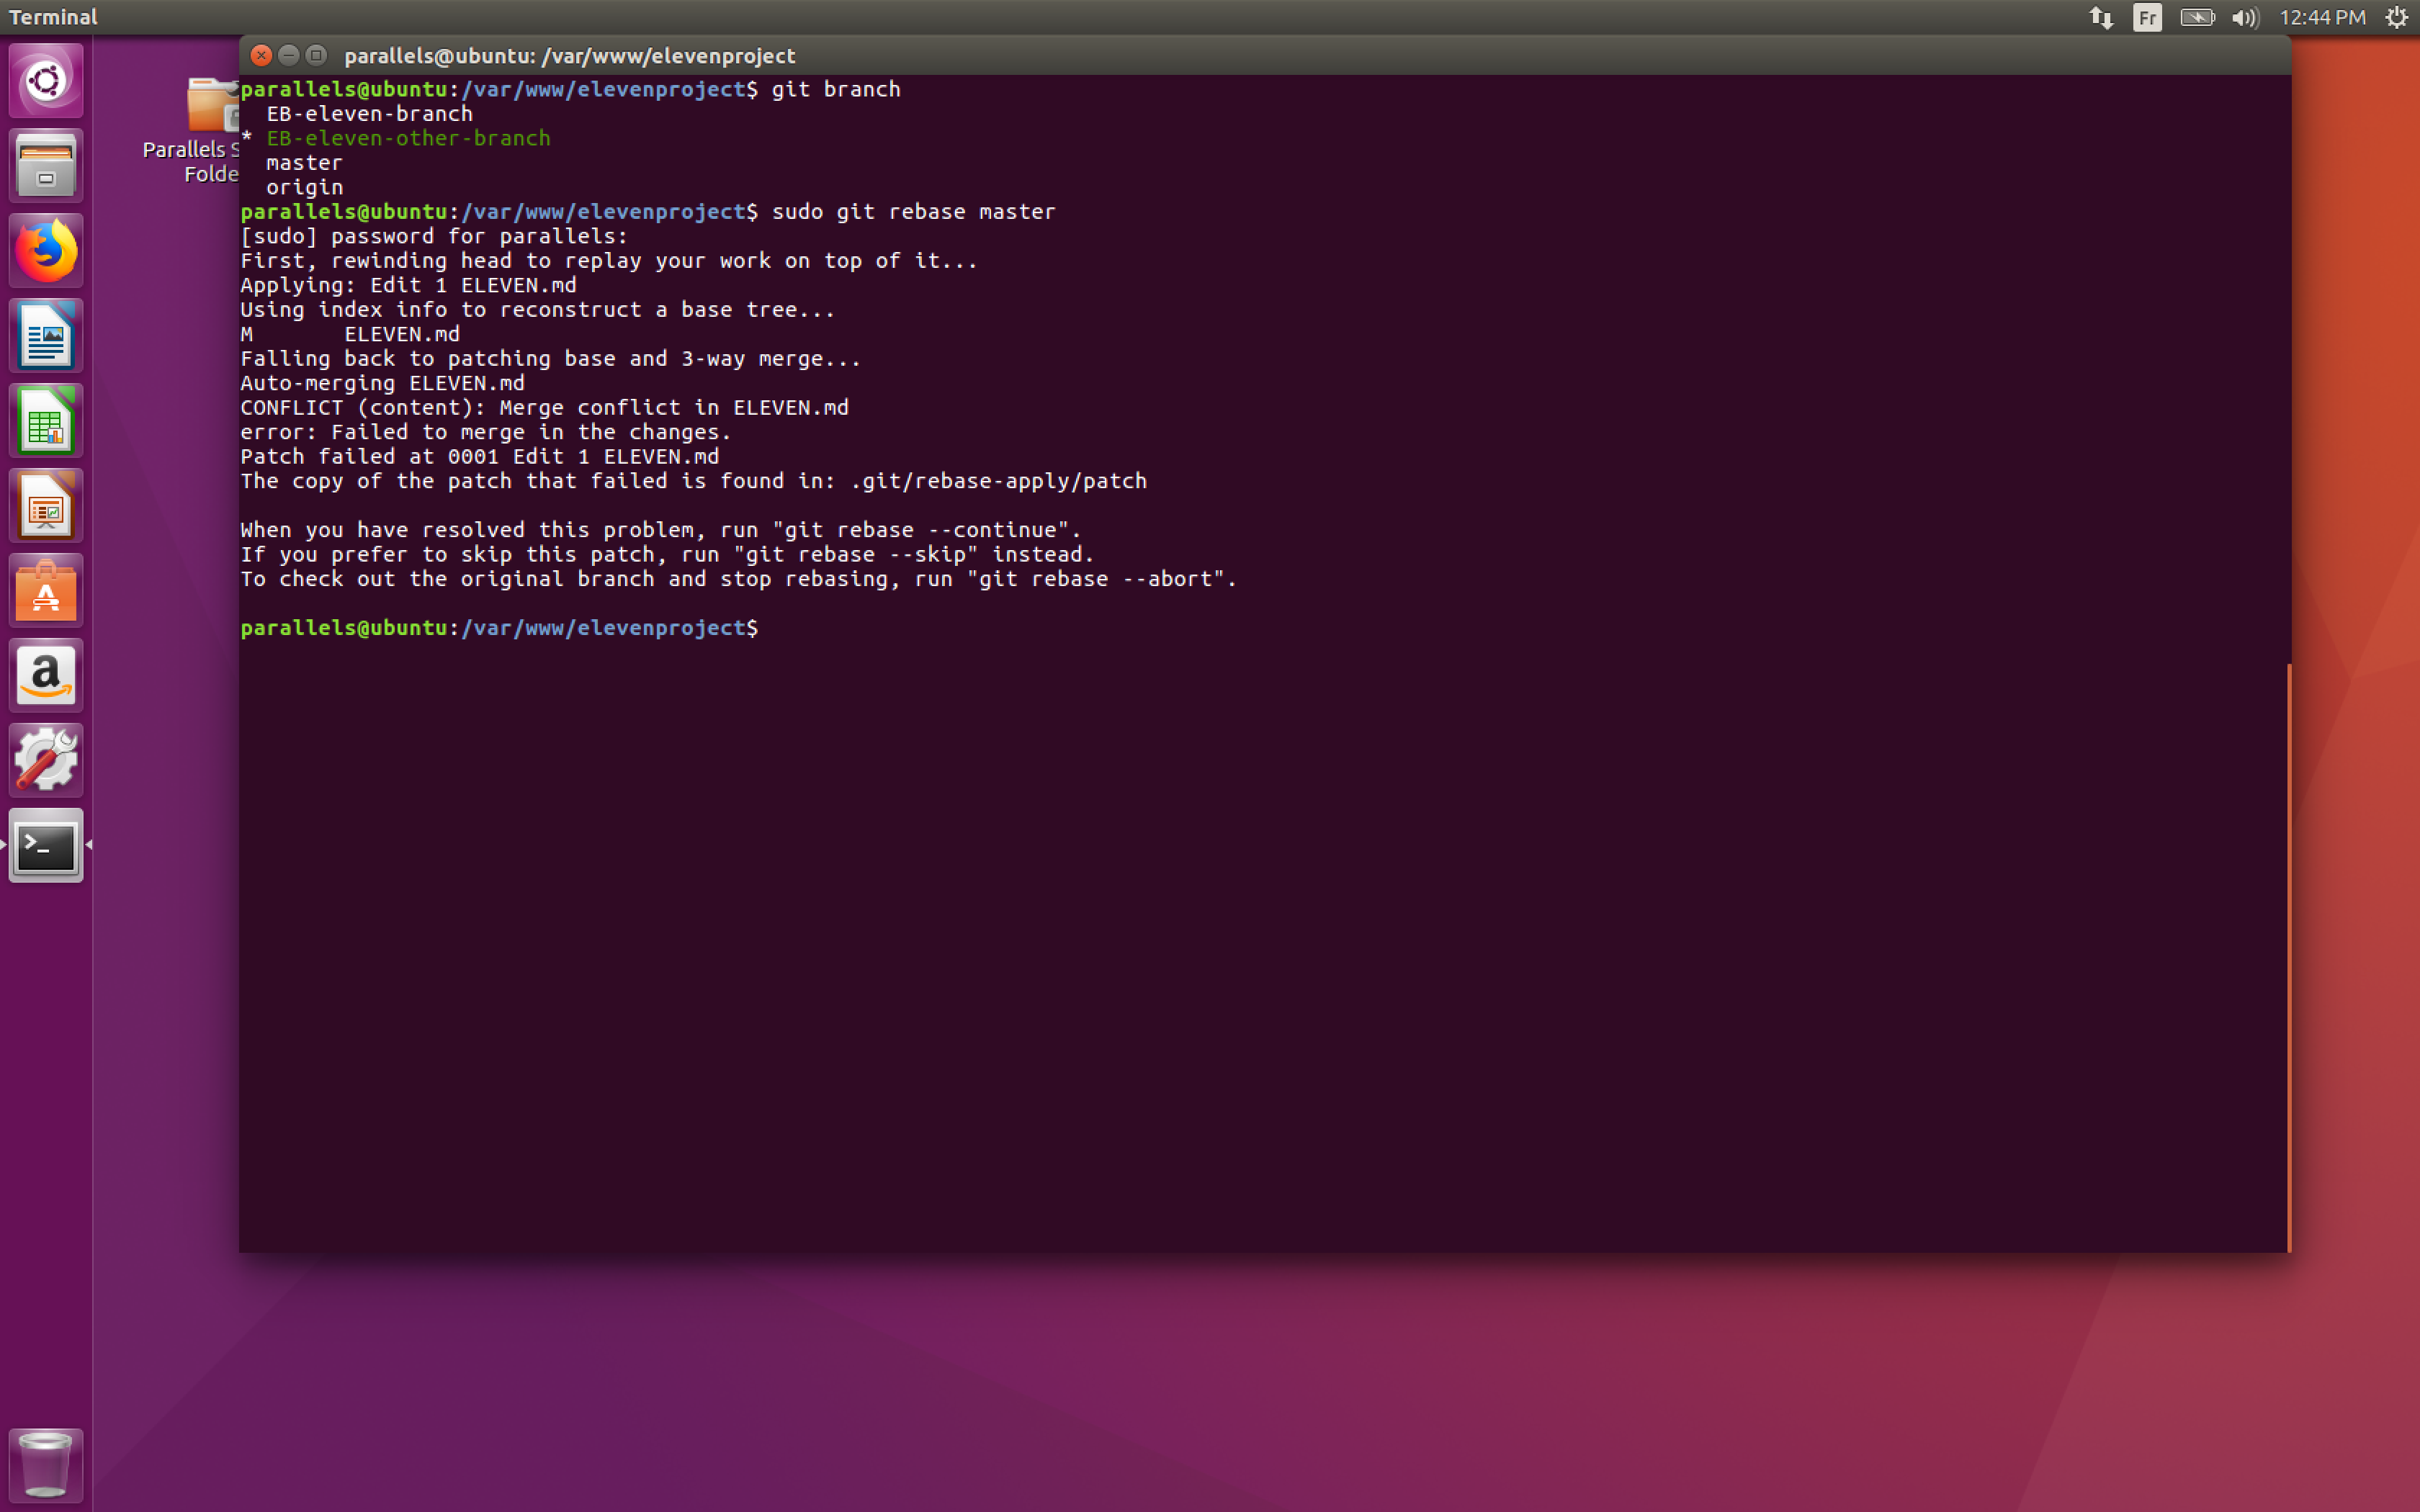 Terminal
Fr
12:44 PM
Parallels S
Folde
parallels@ubuntu: /var/www/elevenproject
parallels@ubuntu:/var/www/elevenproject$ git branch
  EB-eleven-branch
* EB-eleven-other-branch
  master
  origin
parallels@ubuntu:/var/www/elevenproject$ sudo git rebase master
[sudo] password for parallels:
First, rewinding head to replay your work on top of it...
Applying: Edit 1 ELEVEN.md
Using index info to reconstruct a base tree...
M       ELEVEN.md
Falling back to patching base and 3-way merge...
Auto-merging ELEVEN.md
CONFLICT (content): Merge conflict in ELEVEN.md
error: Failed to merge in the changes.
Patch failed at 0001 Edit 1 ELEVEN.md
The copy of the patch that failed is found in: .git/rebase-apply/patch

When you have resolved this problem, run "git rebase --continue".
If you prefer to skip this patch, run "git rebase --skip" instead.
To check out the original branch and stop rebasing, run "git rebase --abort".

parallels@ubuntu:/var/www/elevenproject$